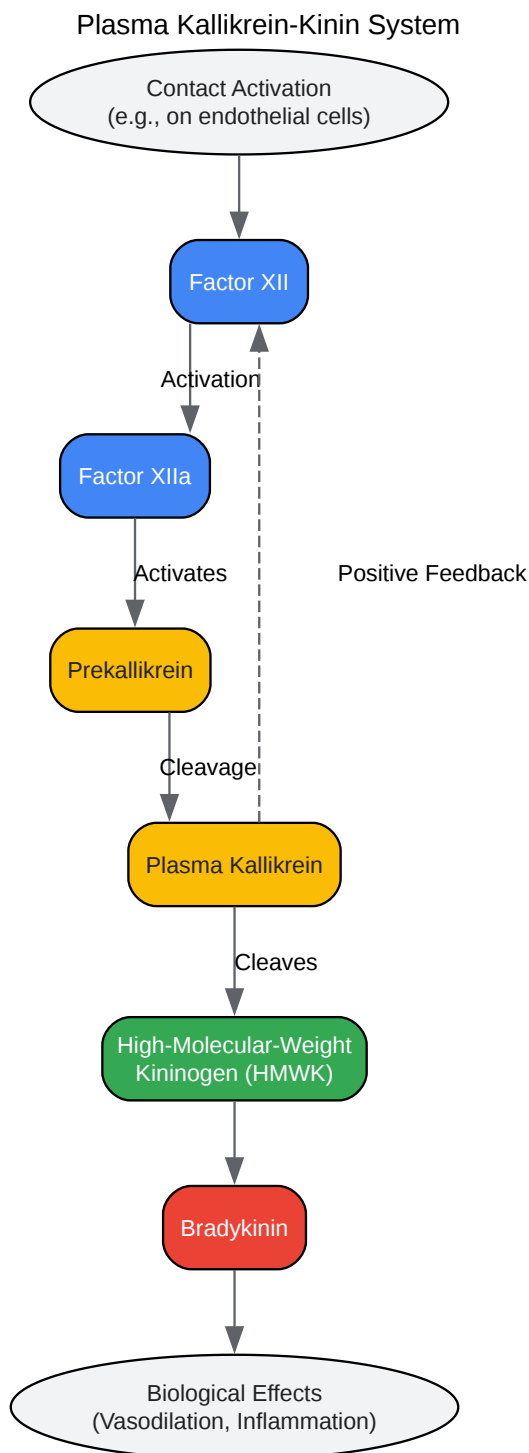 Plasma Kallikrein-Kinin System
Contact Activation
(e.g., on endothelial cells)
Factor XII
Activation
Factor XIIa
Activates
Positive Feedback
Prekallikrein
Cleavage
Plasma Kallikrein
Cleaves
High-Molecular-Weight
Kininogen (HMWK)
Bradykinin
Biological Effects
(Vasodilation, Inflammation)